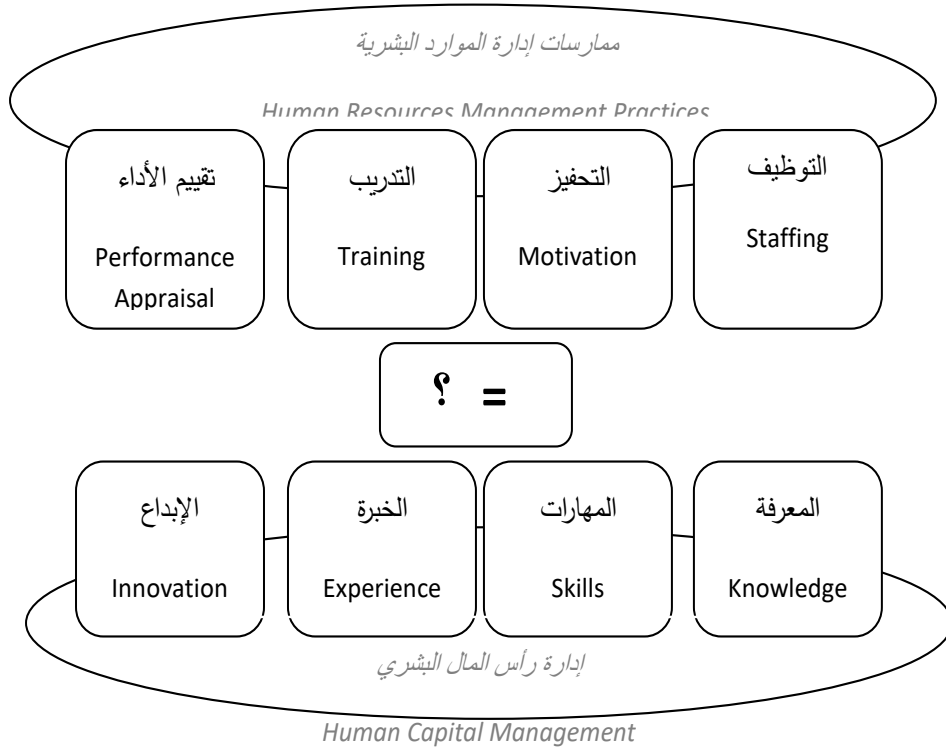 ممارسات إدارة الموارد البشرية
Human Resources Management Practices
التوظيف
Staffing
التحفيز
Motivation
التدريب
Training
تقييم الأداء
Performance
Appraisal
= ؟
المعرفة
Knowledge
المهارات
Skills
الخبرة
Experience
الإبداع
Innovation
إدارة رأس المال البشري
Human Capital Management